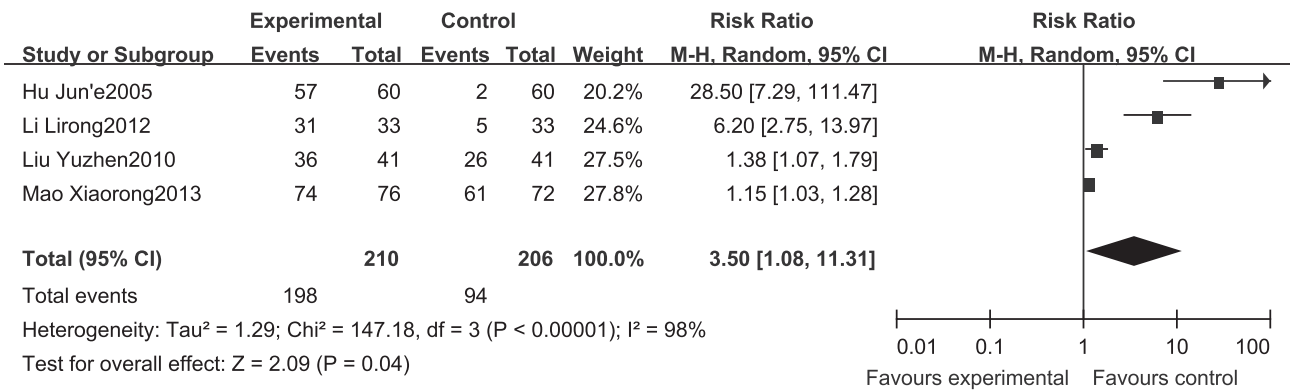 Experimental Control Risk Ratio Risk Ratio
Study or Subgroup Events Total Events Total Weight M-H, Random, 95% CI M-H, Random, 95% CI
Hu Jun'e2005 57 60 2 60 20.2% 28.50 [7.29, 111.47]
Li Lirong2012 31 33 5 33 24.6% 6.20 [2.75, 13.97]
Liu Yuzhen2010 36 41 26 41 27.5% 1.38 [1.07, 1.79]
Mao Xiaorong2013 74 76 61 72 27.8% 1.15 [1.03, 1.28]
Total (95% CI) 210 206 100.0% 3.50 [1.08, 11.31]
Total events 198 94
Heterogeneity: Tau² = 1.29; Chi² = 147.18, df = 3 (P < 0.00001); I² = 98%
Test for overall effect: Z = 2.09 (P = 0.04)
0.01 0.1 1 10 100
Favours experimental Favours control